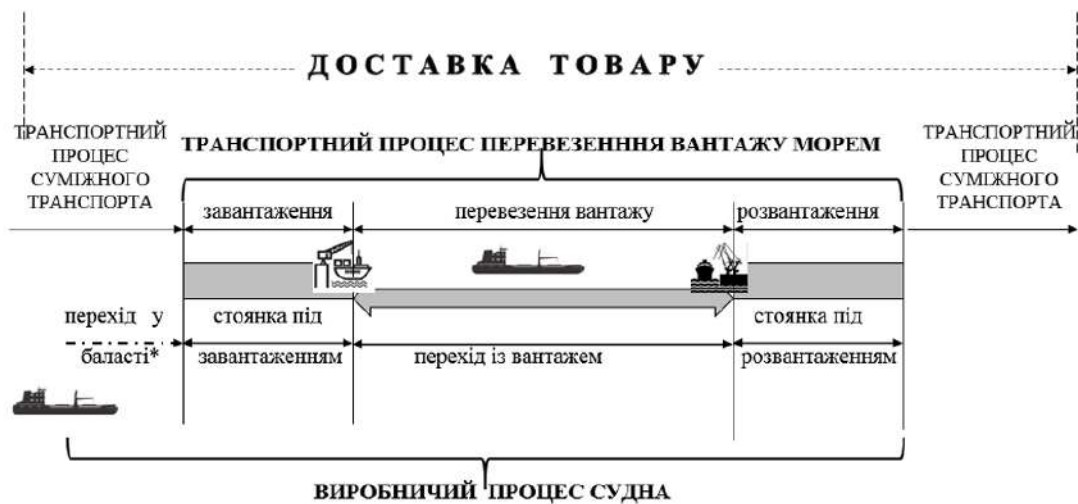 ДОСТАВКА ТОВАРУ
ТРАНСПОРТНИЙ
ПРОЦЕС
СУМІЖНОГО
ТРАНСПОРТА
ТРАНСПОРТНИЙ ПРОЦЕС ПЕРЕВЕЗЕНННЯ ВАНТАЖУ МОРЕМ
ТРАНСПОРТНИЙ
ПРОЦЕС
СУМІЖНОГО
ТРАНСПОРТА
завантаження
перевезення вантажу
розвантаження
перехід у
баласті*
стоянка під
завантаженням
перехід із вантажем
стоянка під
розвантаженням
ВИРОБНИЧИЙ ПРОЦЕС СУДНА